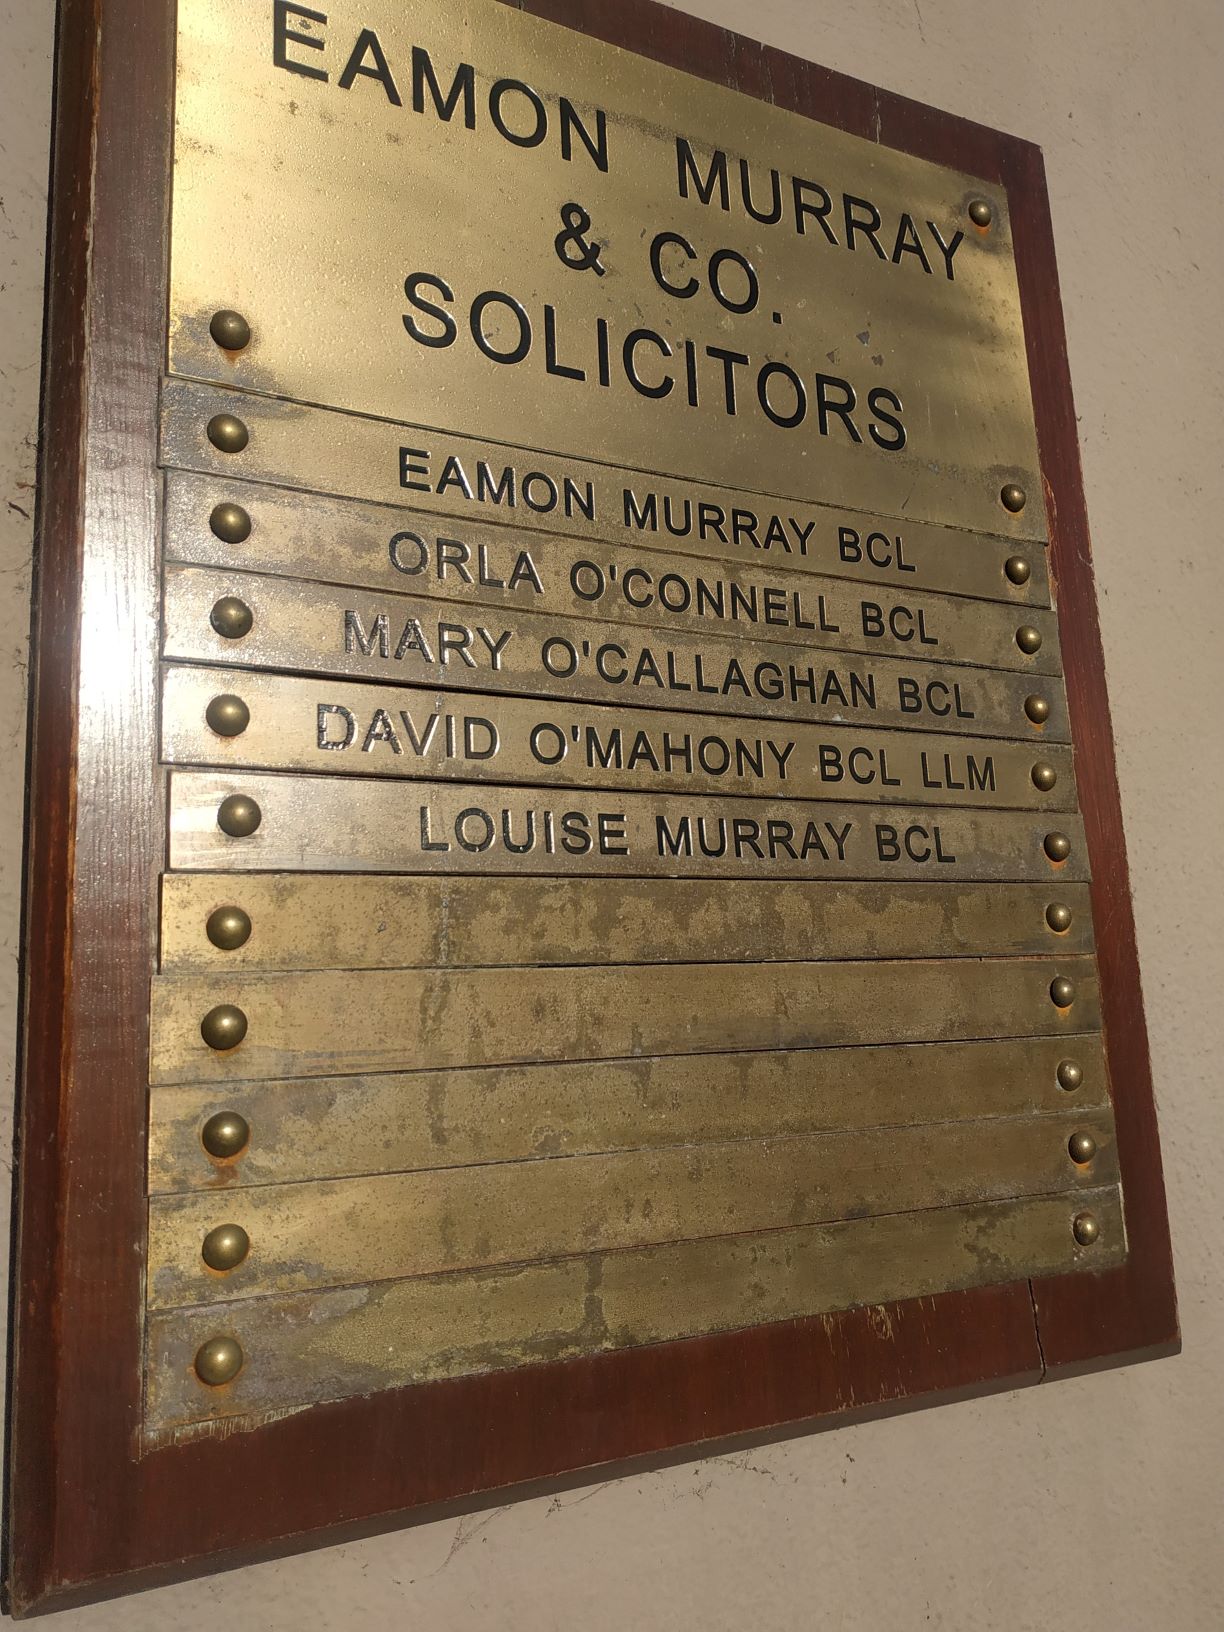 EAMON MURRAY
& CO.
SOLICITORS
EAMON MURRAY BCL
ORLA O'CONNELL BCL
MARY O'CALLAGHAN BCL
DAVID O'MAHONY BCL LLM
LOUISE MURRAY BCL